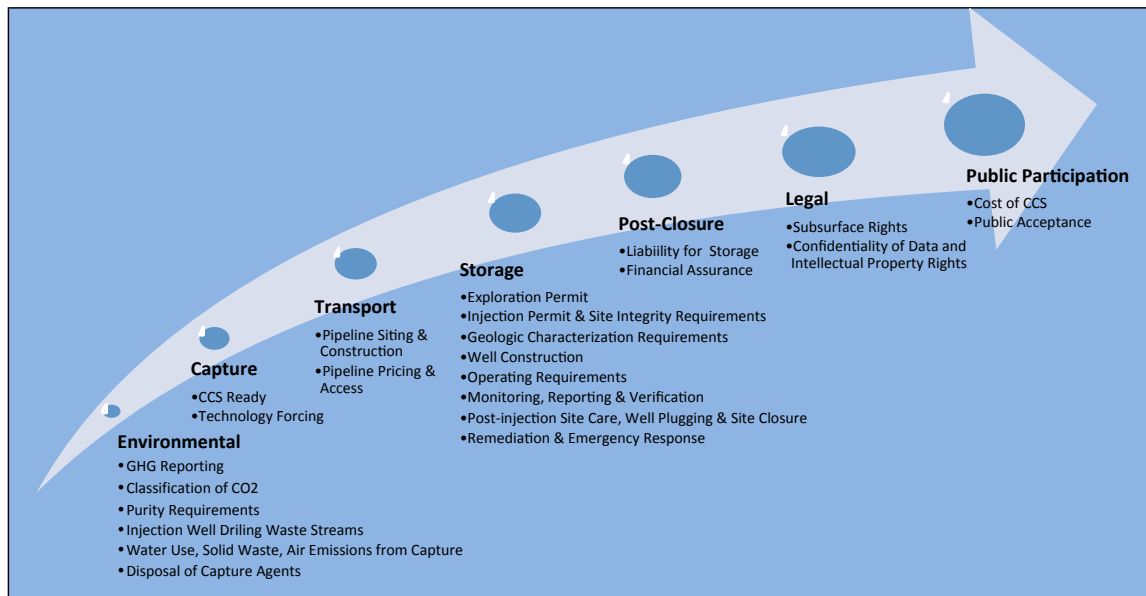 Environmental
•GHG Reporting
•Classification of CO2
•Purity Requirements
•Injection Well Driling Waste Streams
•Water Use, Solid Waste, Air Emissions from Capture
•Disposal of Capture Agents
Capture
•CCS Ready
•Technology Forcing
Transport
•Pipeline Siting &
Construction
•Pipeline Pricing &
Access
Storage
•Exploration Permit
•Injection Permit & Site Integrity Requirements
•Geologic Characterization Requirements
•Well Construction
•Operating Requirements
•Monitoring, Reporting & Verification
•Post-injection Site Care, Well Plugging & Site Closure
•Remediation & Emergency Response
Post-Closure
•Liabiility for Storage
•Financial Assurance
Legal
•Subsurface Rights
•Confidentiality of Data and
Intellectual Property Rights
Public Participation
•Cost of CCS
•Public Acceptance